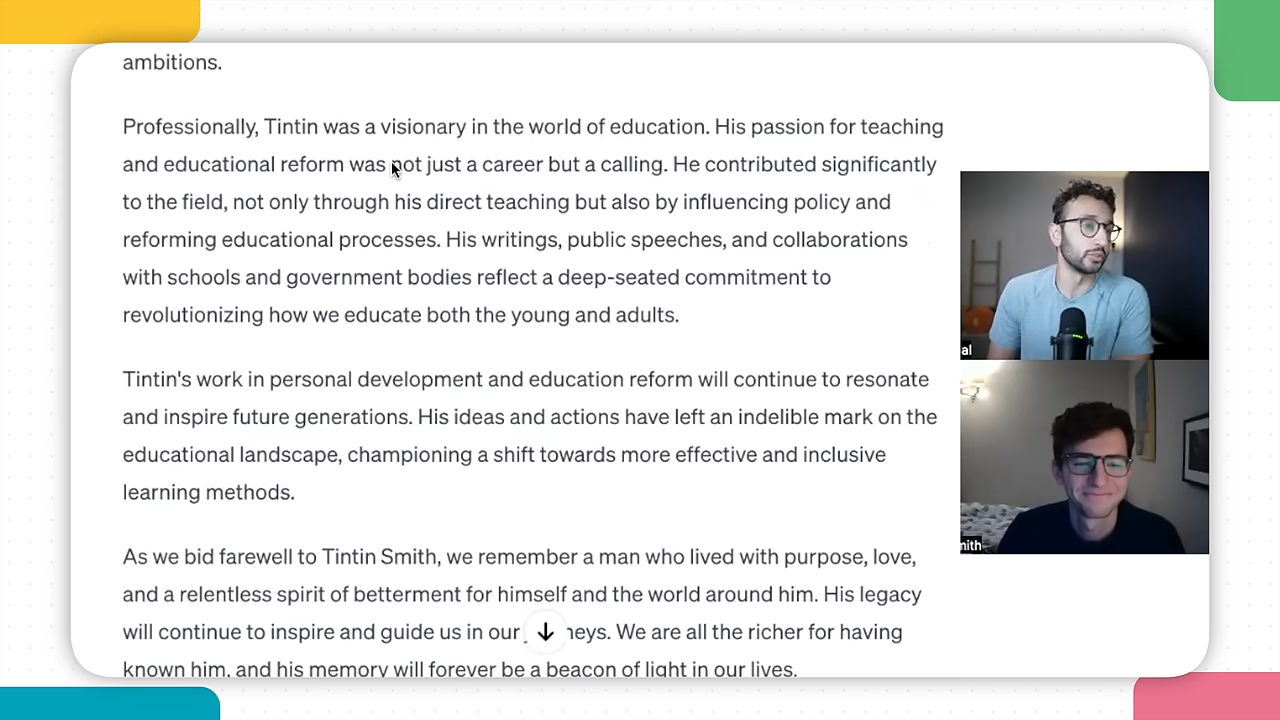 ambitions.
Professionally, Tintin was a visionary in the world of education. His passion for teaching
and educational reform was not just a career but a calling. He contributed significantly
to the field, not only through his direct teaching but also by influencing policy and
reforming educational processes. His writings, public speeches, and collaborations
with schools and government bodies reflect a deep-seated commitment to
revolutionizing how we educate both the young and adults.
Tintin's work in personal development and education reform will continue to resonate
and inspire future generations. His ideas and actions have left an indelible mark on the
educational landscape, championing a shift towards more effective and inclusive
learning methods.
As we bid farewell to Tintin Smith, we remember a man who lived with purpose, love,
and a relentless spirit of betterment for himself and the world around him. His legacy
will continue to inspire and guide us in our neys. We are all the richer for having
known him, and his memory will forever be a beacon of light in our lives.
al
nith